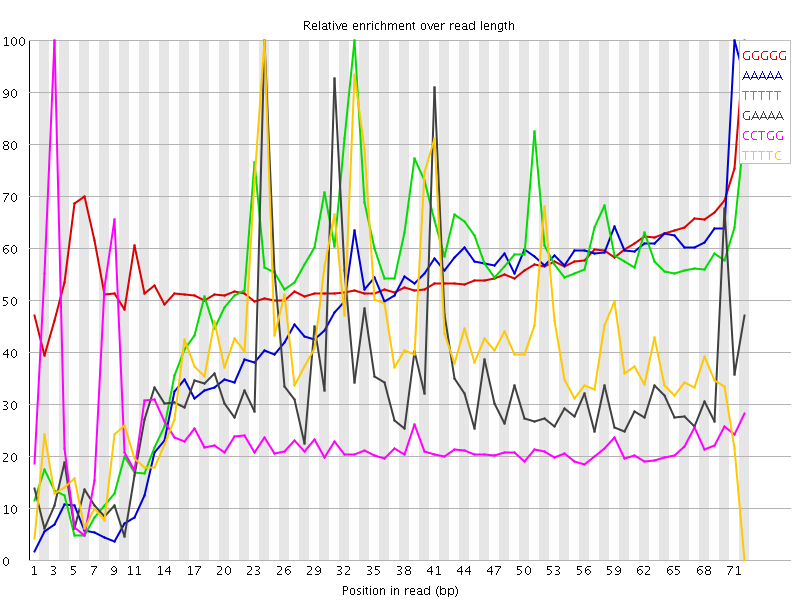 Relative enrichment over read length
100
90
80
70
60
50
40
30
20
10
0
GGGGG
AAAAA
TTTTT
GAAAA
CCTGG
TTTTC
1 3 5 7 9 11 14 17 20 23 26 29 32 35 38 41 44 47 50 53 56 59 62 65 68 71
Position in read (bp)